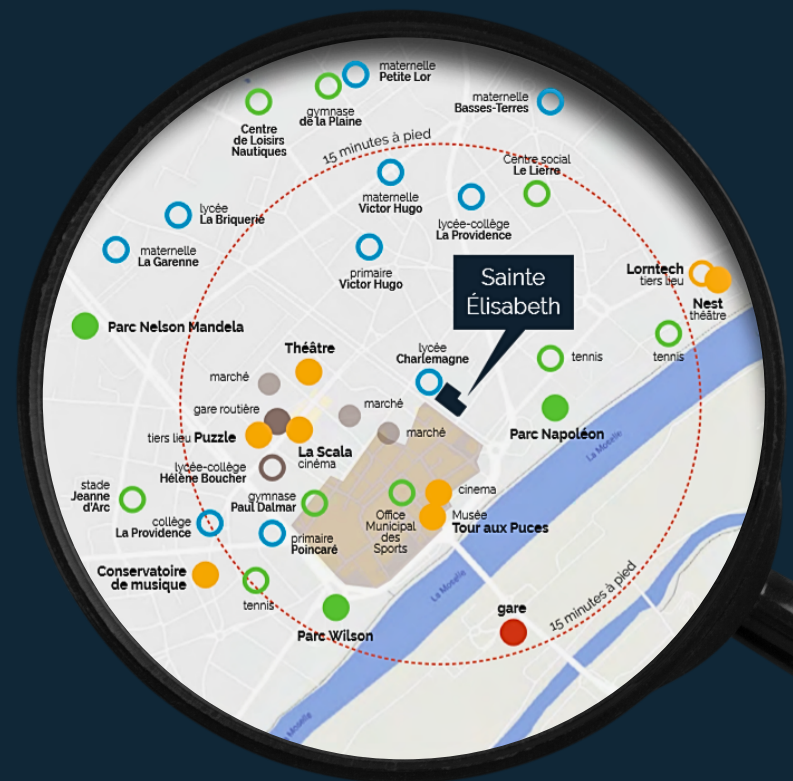 maternelle
Petite Lor
gymnase
de la Plaine
Centre
de Loisirs
Nautiques
maternelle
Basses-Terres
15 minutes à pied
Centre social
Le Lierre
maternelle
Victor Hugo
lycée-collège
La Providence
lycée
La Briquerie
maternelle
La Garenne
primaire
Victor Hugo
Sainte
Élisabeth
Lorntech
tiers lieu
Nest
théâtre
Parc Nelson Mandela
tennis
Théâtre
lycée
Charlemagne
tennis
marché
marché
gare routière
marché
Parc Napoléon
tiers lieu Puzzle
La Scala
cinéma
La Moselle
lycée-collège
Hélène Boucher
stade
Jeanne
d'Arc
gymnase
Paul Dalmar
Office
Municipal
des
Sports
cinema
Musée
Tour aux Puces
collège
La Providence
primaire
Poincaré
Conservatoire
de musique
tennis
La Moselle
15 minutes à pied
gare
Parc Wilson
La Moselle